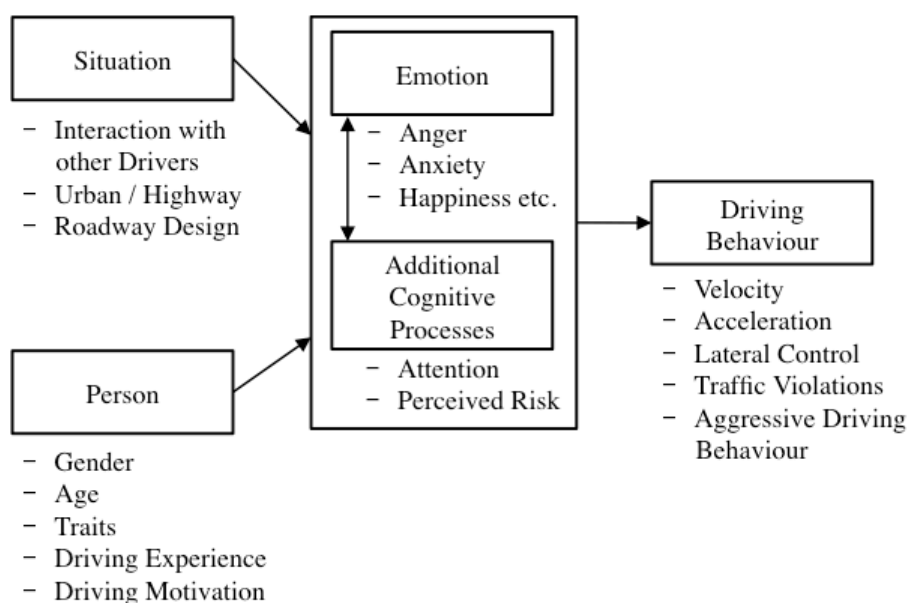 Situation
– Interaction with
other Drivers
– Urban / Highway
– Roadway Design
Person
– Gender
– Age
– Traits
– Driving Experience
– Driving Motivation
Emotion
– Anger
– Anxiety
– Happiness etc.
Additional
Cognitive
Processes
– Attention
– Perceived Risk
Driving
Behaviour
– Velocity
– Acceleration
– Lateral Control
– Traffic Violations
– Aggressive Driving
Behaviour